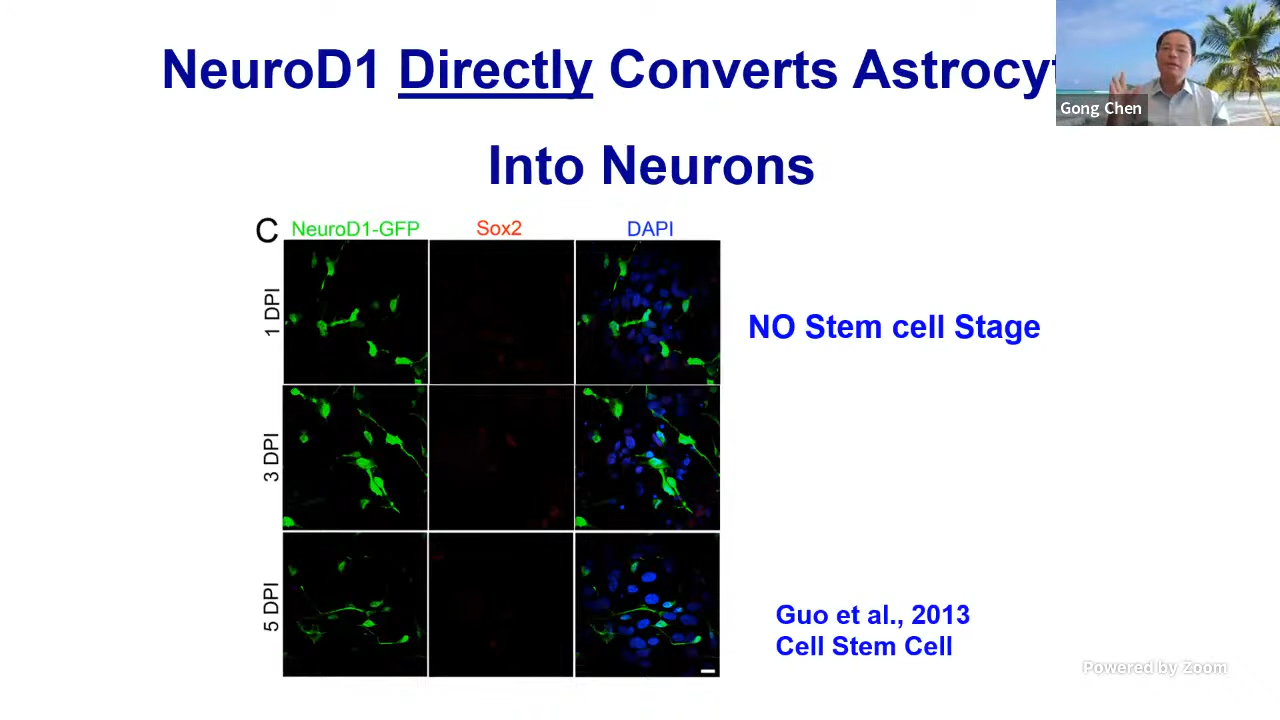 NeuroD1 Directly Converts Astrocyt
Gong Chen
Into Neurons
C NeuroD1-GFP Sox2 DAPI
1 DPI
NO Stem cell Stage
3 DPI
5 DPI
Guo et al., 2013
Cell Stem Cell
Powered by Zoom